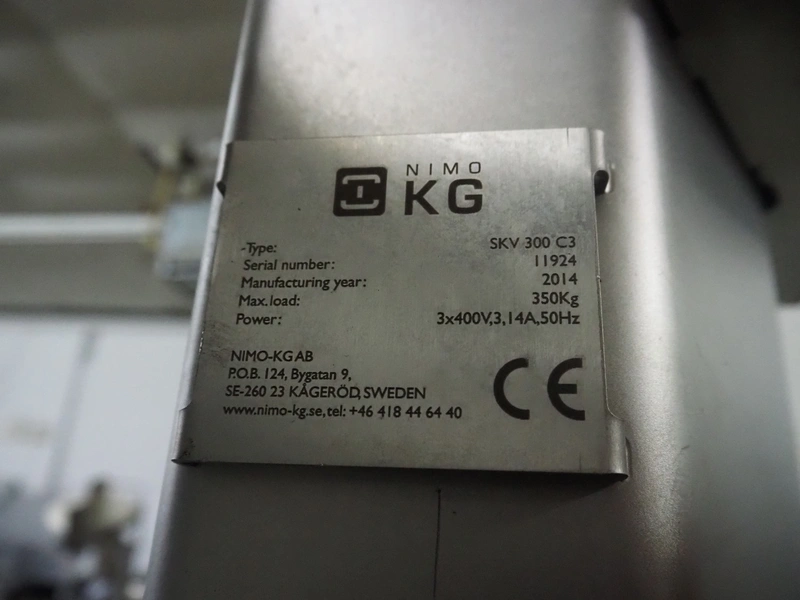 NIMO
KG
-Type: SKV 300 C3
Serial number: 11924
Manufacturing year: 2014
Max. load: 350Kg
Power: 3x400V,3,14A,50Hz
NIMO-KG AB
P.O.B. 124, Bygatan 9,
SE-260 23 KÅGERÖD, SWEDEN
www.nimo-kg.se, tel: +46 418 44 64 40
CE